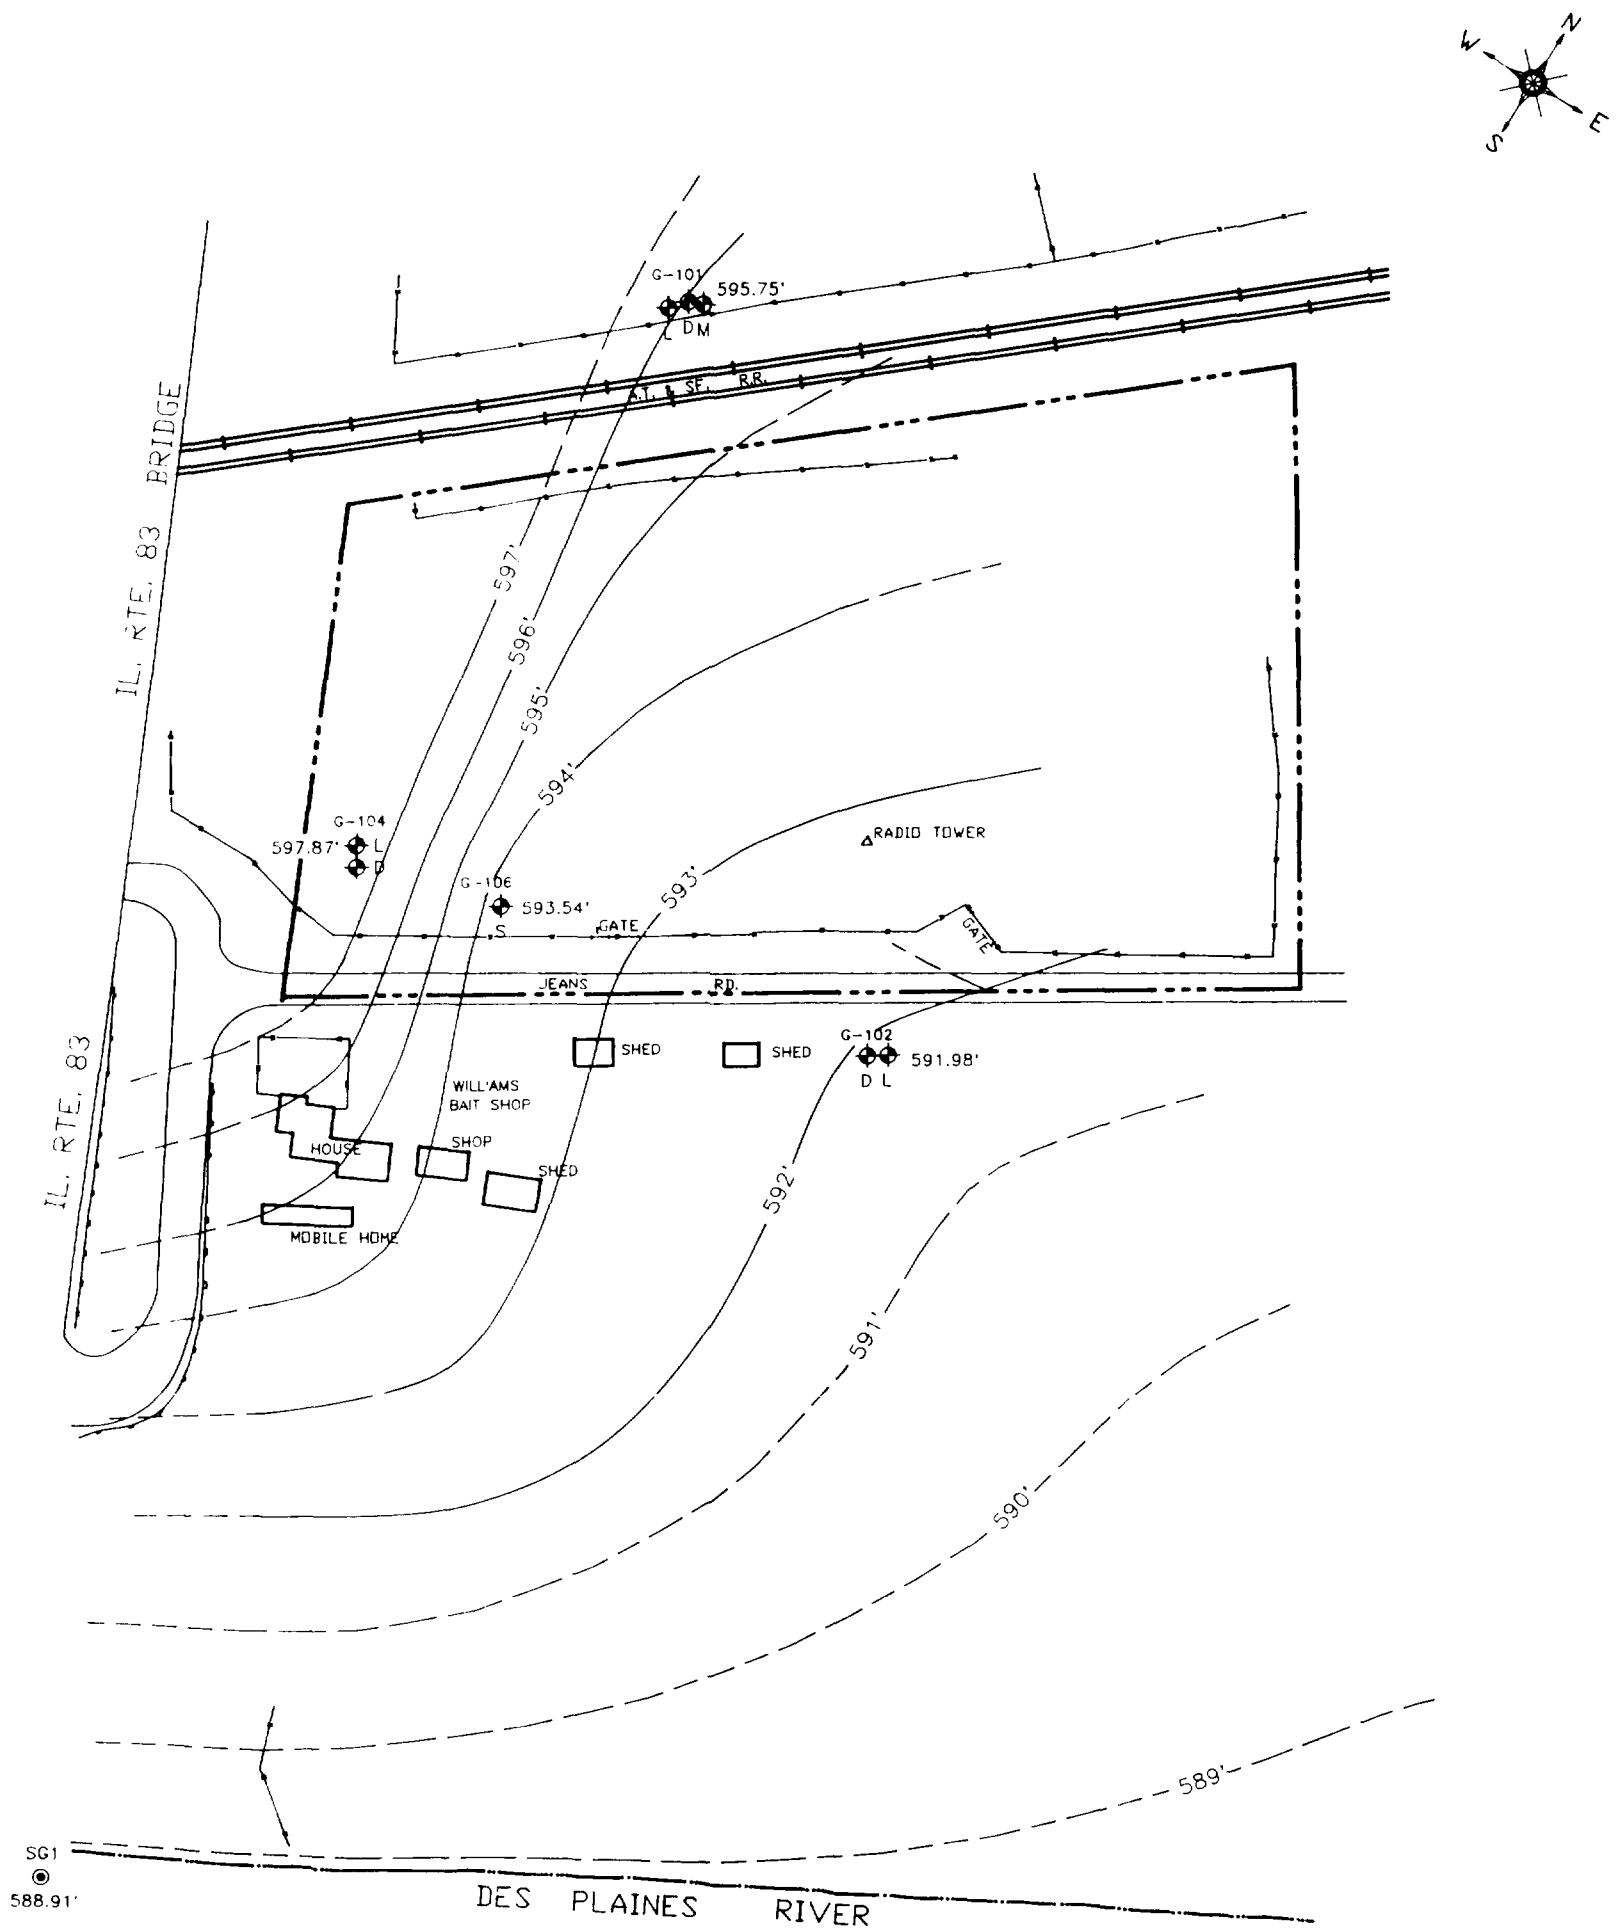 N
W
E
S
G-101
595.75'
L D M
A.T. & SF. R.R.
IL. RTE. 83 BRIDGE
597'
596'
595'
594'
593'
G-104
597.87' L
D
RADIO TOWER
G-106
593.54'
S
GATE
GATE
JEANS RD.
IL. RTE. 83
SHED
SHED
G-102
591.98'
D L
WILL'AMS
BAIT SHOP
HOUSE
SHOP
SHED
MOBILE HOME
592'
591'
590'
589'
SG1
588.91'
DES PLAINES RIVER